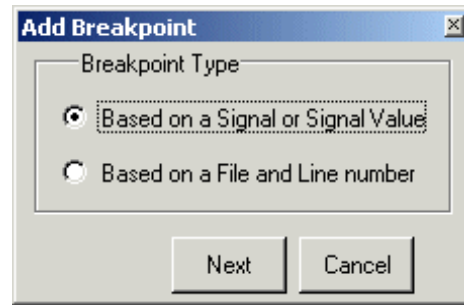 Add Breakpoint
Breakpoint Type
Based on a Signal or Signal Value
Based on a File and Line number
Next Cancel